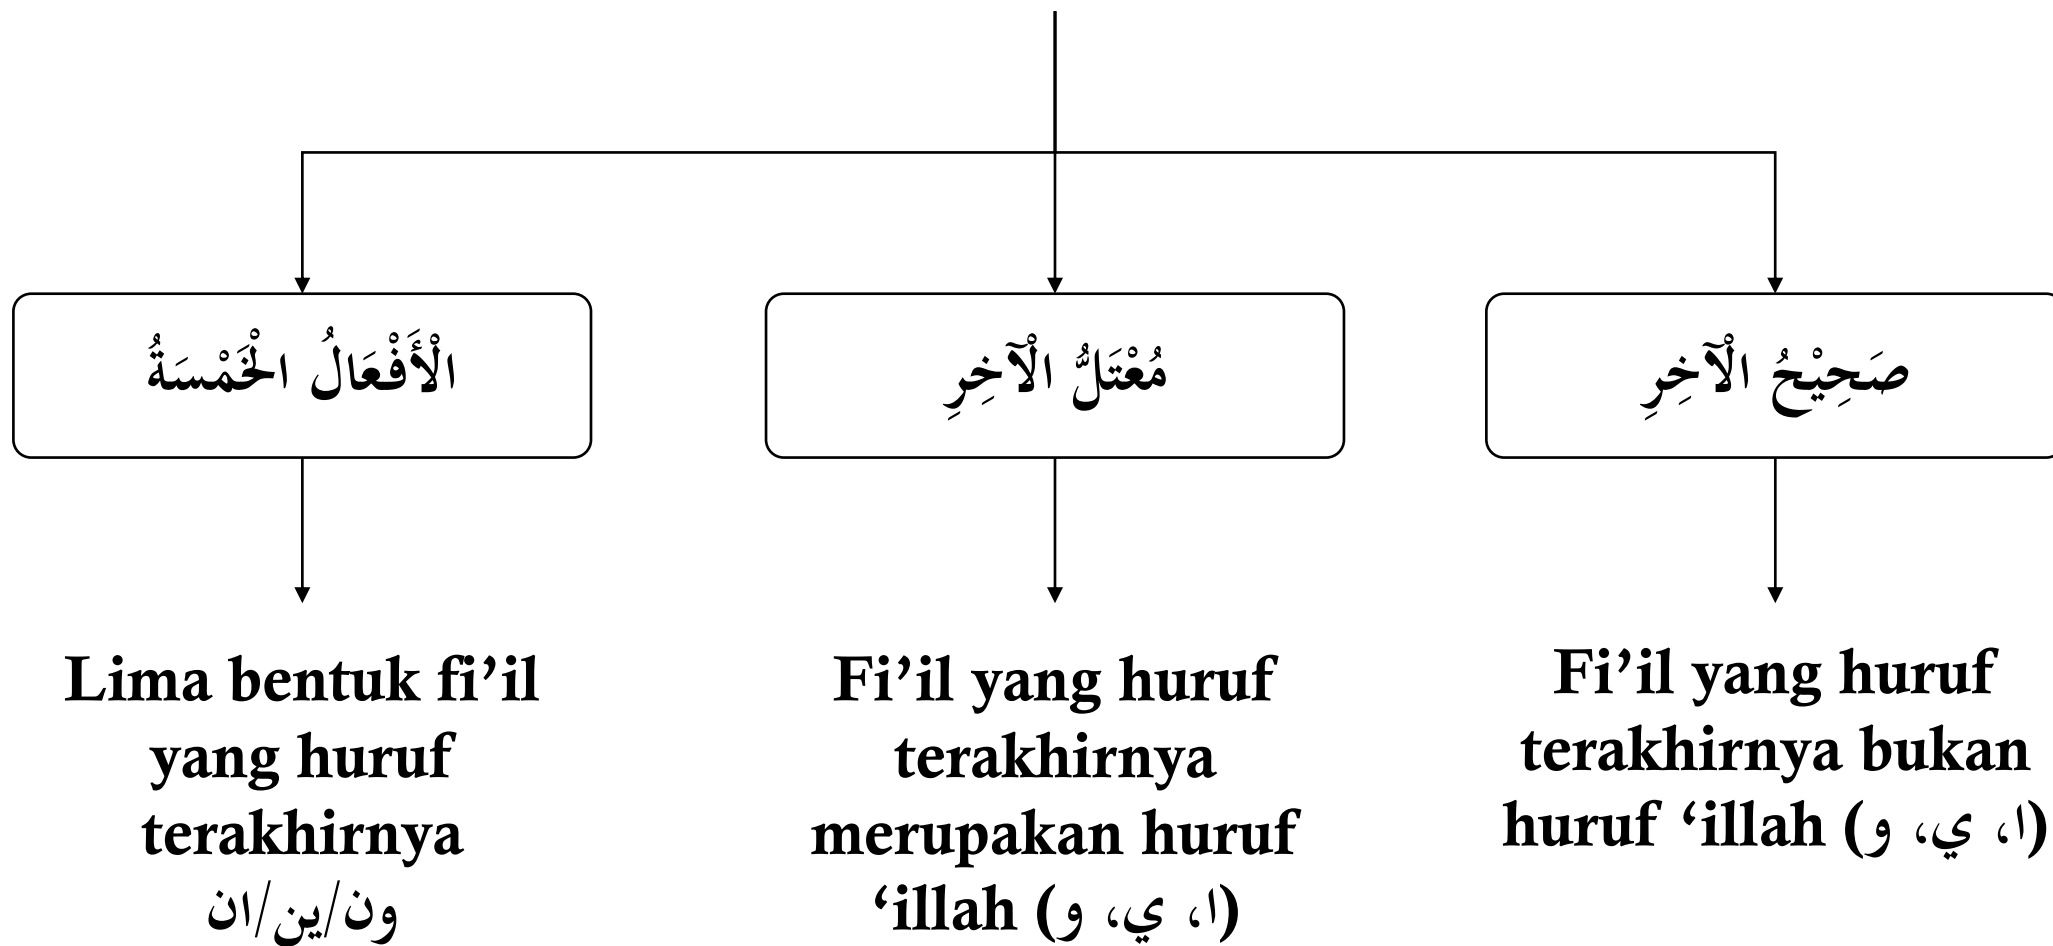 الْأَفْعَالُ الْخَمْسَةُ
مُعْتَلُّ الْآخِرِ
صَحِيْحُ الْآخِرِ
Lima bentuk fi’il
yang huruf
terakhirnya
ون/ين/ان
Fi’il yang huruf
terakhirnya
merupakan huruf
‘illah (ا، ي، و)
Fi’il yang huruf
terakhirnya bukan
huruf ‘illah (ا، ي، و)